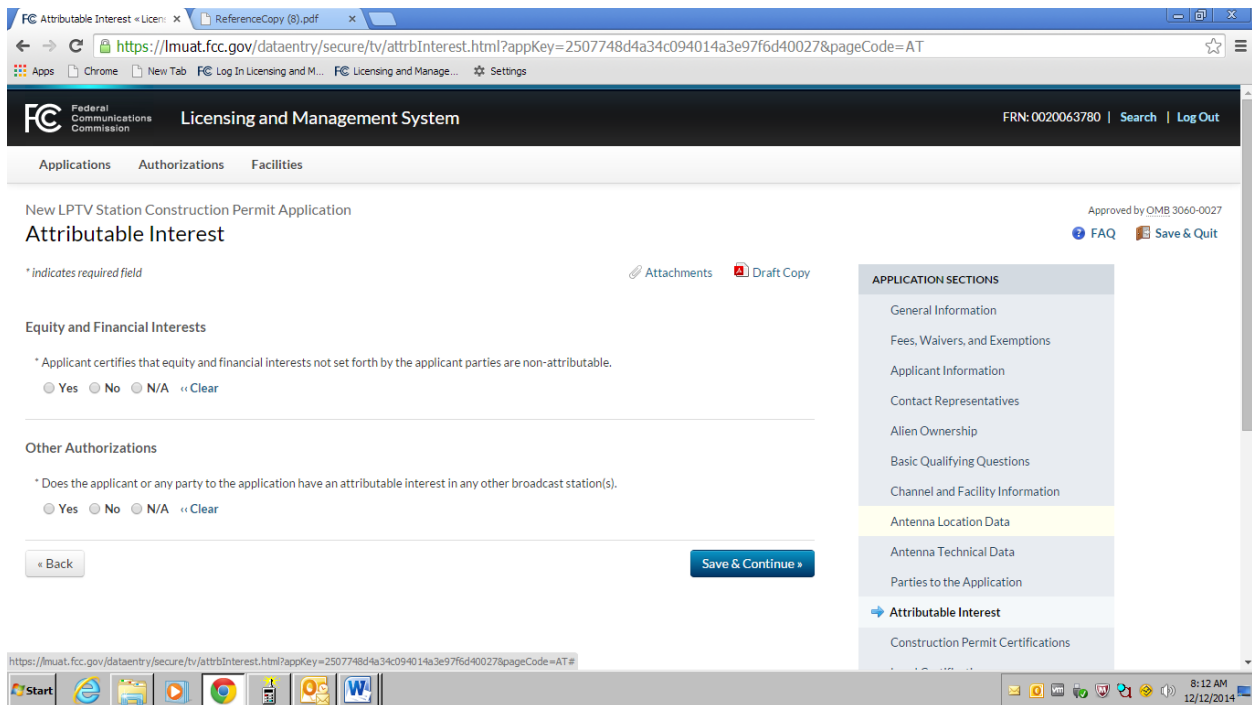 FC Attributable Interest « Licens
ReferenceCopy (8).pdf
https://lmuat.fcc.gov/dataentry/secure/tv/attrbInterest.html?appKey=2507748d4a34c094014a3e97f6d40027&pageCode=AT
Apps Chrome New Tab FC Log In Licensing and M... FC Licensing and Manage... Settings
FC Federal Communications Commission
Licensing and Management System
FRN: 0020063780 | Search | Log Out
Applications Authorizations Facilities
New LPTV Station Construction Permit Application
Approved by OMB 3060-0027
Attributable Interest
FAQ Save & Quit
* indicates required field
Attachments Draft Copy
Equity and Financial Interests
* Applicant certifies that equity and financial interests not set forth by the applicant parties are non-attributable.
Yes No N/A ‹‹ Clear
Other Authorizations
* Does the applicant or any party to the application have an attributable interest in any other broadcast station(s).
Yes No N/A ‹‹ Clear
« Back
Save & Continue »
APPLICATION SECTIONS
General Information
Fees, Waivers, and Exemptions
Applicant Information
Contact Representatives
Alien Ownership
Basic Qualifying Questions
Channel and Facility Information
Antenna Location Data
Antenna Technical Data
Parties to the Application
Attributable Interest
Construction Permit Certifications
https://lmuat.fcc.gov/dataentry/secure/tv/attrbInterest.html?appKey=2507748d4a34c094014a3e97f6d40027&pageCode=AT#
Start
8:12 AM
12/12/2014